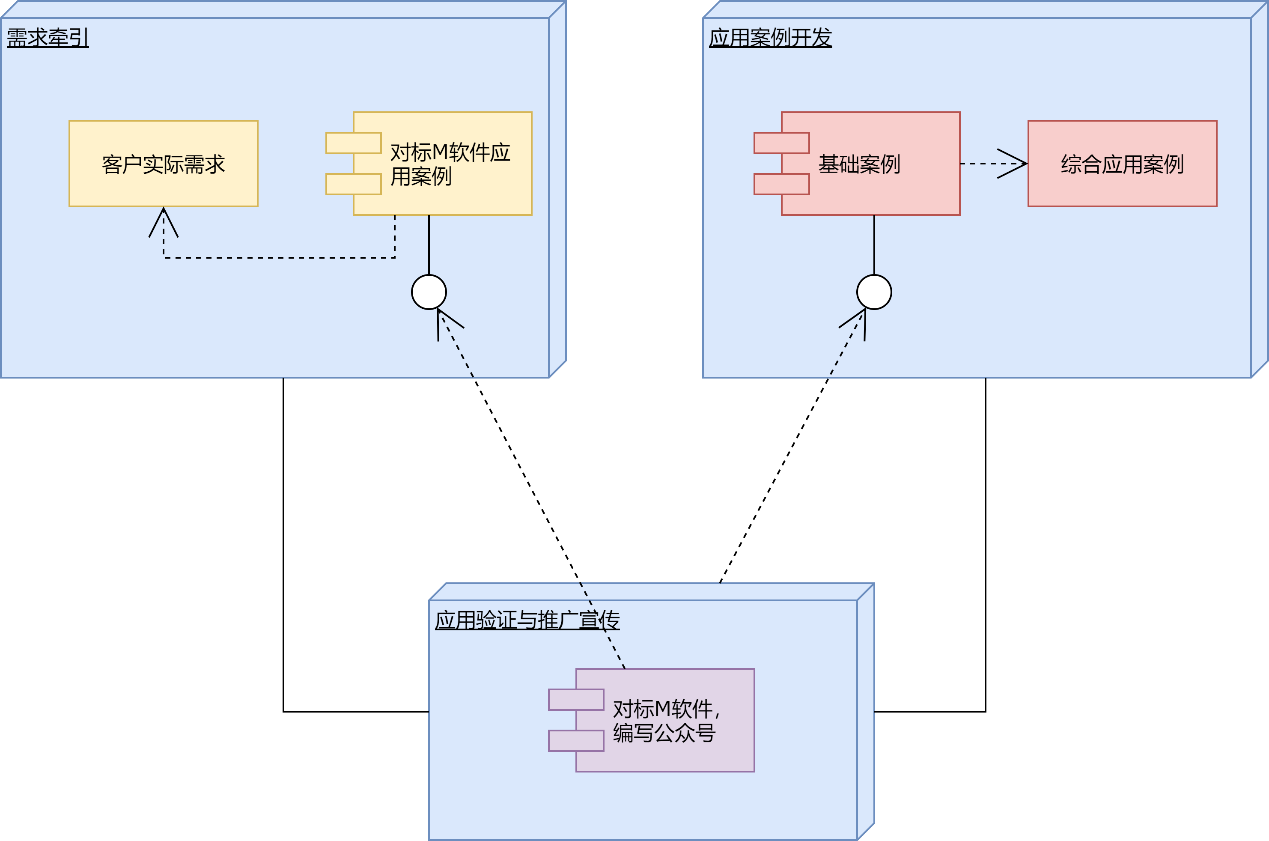 需求牵引
应用案例开发
客户实际需求
对标M软件应
用案例
基础案例
综合应用案例
应用验证与推广宣传
对标M软件，
编写公众号